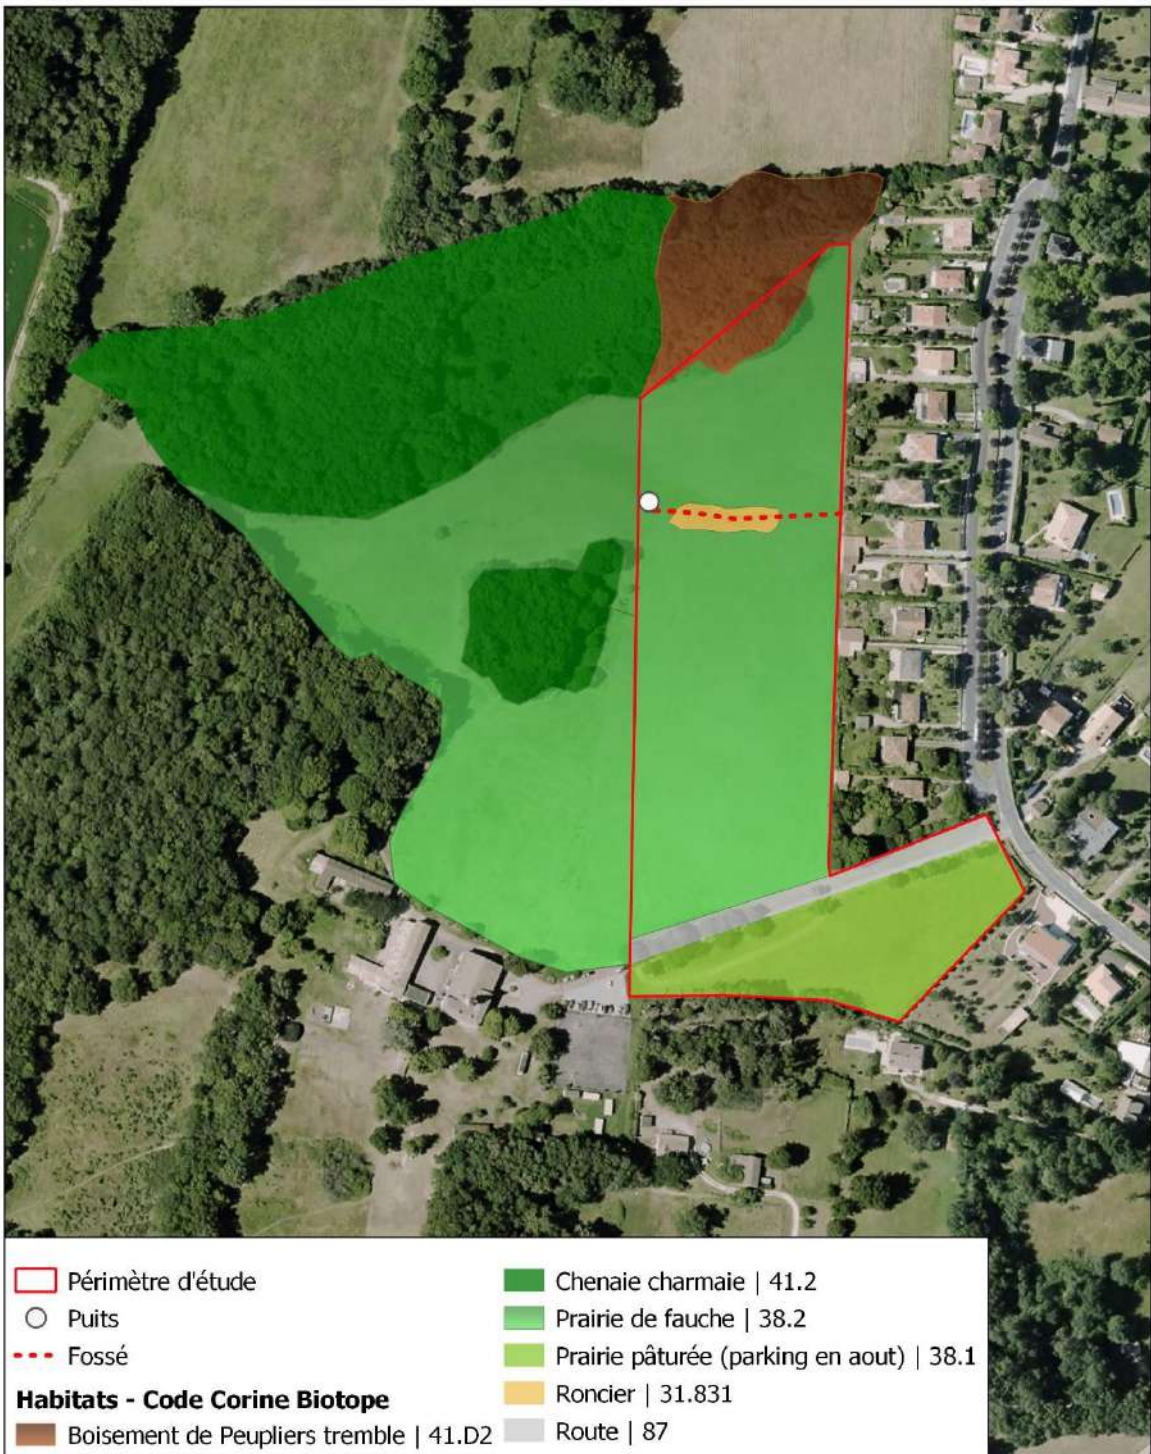 Périmètre d'étude
Puits
Fossé
Habitats - Code Corine Biotope
Boisement de Peupliers tremble | 41.D2
Chenaie charmaie | 41.2
Prairie de fauche | 38.2
Prairie pâturée (parking en aout) | 38.1
Roncier | 31.831
Route | 87